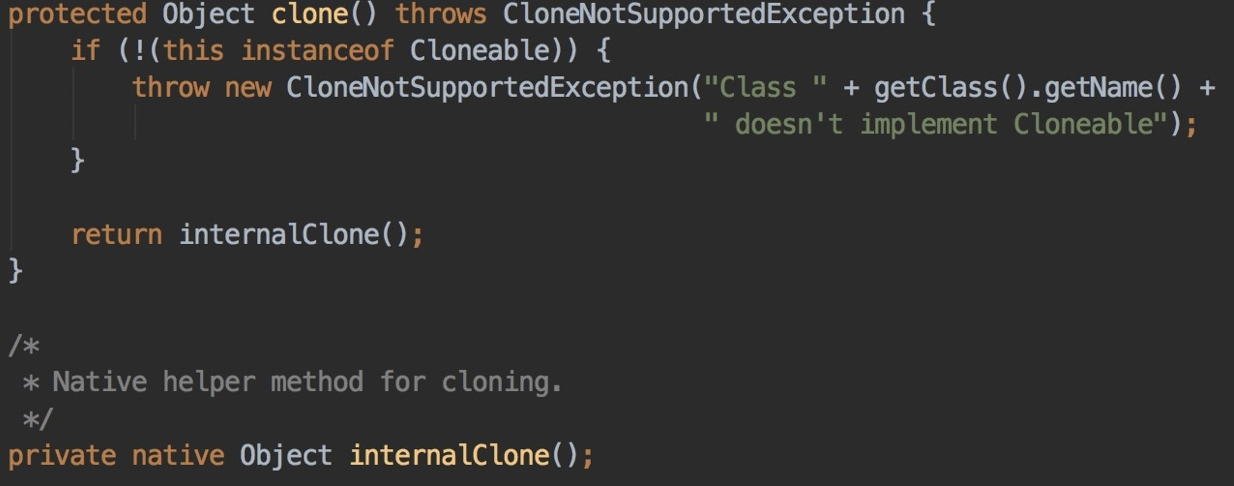 protected Object clone() throws CloneNotSupportedException {
    if (!(this instanceof Cloneable)) {
        throw new CloneNotSupportedException("Class " + getClass().getName() +
                                             " doesn't implement Cloneable");
    }

    return internalClone();
}

/*
 * Native helper method for cloning.
 */
private native Object internalClone();